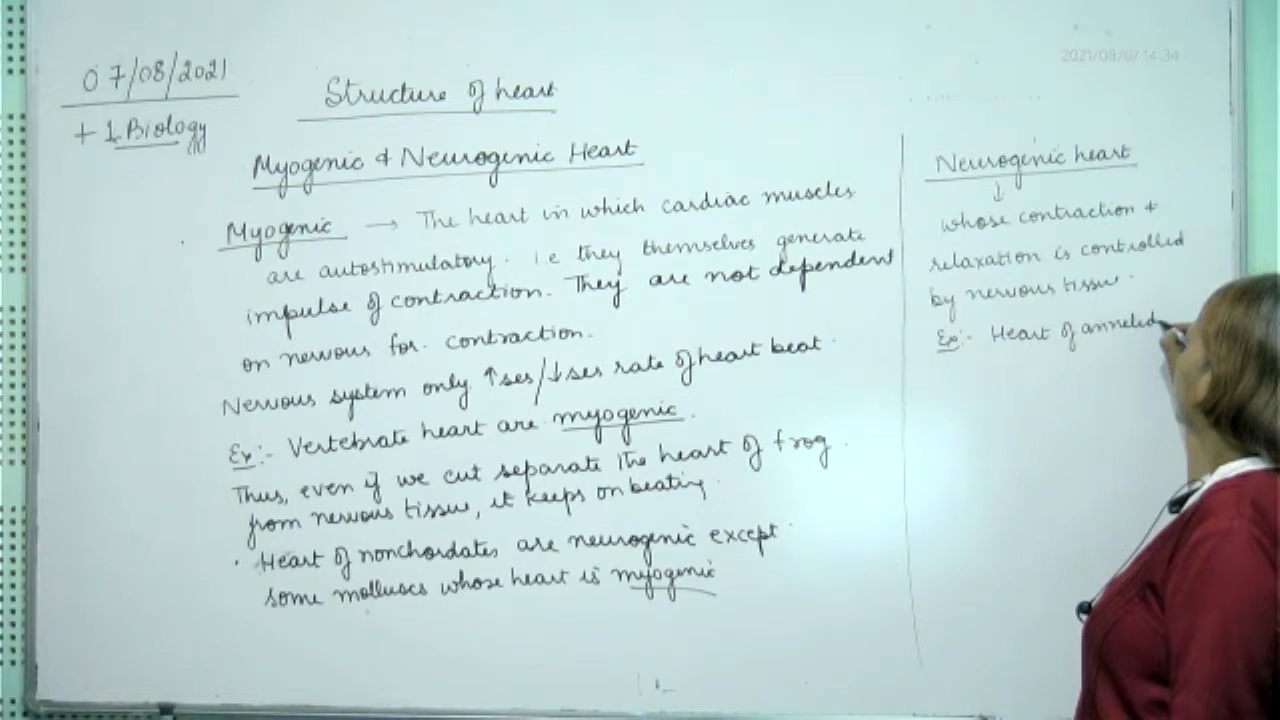 07/08/2021
+1 Biology
Structure of heart
Myogenic & Neurogenic Heart
Myogenic → The heart in which cardiac muscles
are autostimulatory. i.e they themselves generate
impulse of contraction. They are not dependent
on nervous for contraction.
Nervous system only ↑ses/↓ses rate of heart beat.
Ex:- Vertebrate heart are myogenic.
Thus, even if we cut separate the heart of frog
from nervous tissue, it keeps on beating.
· Heart of nonchordates are neurogenic except
some molluscs whose heart is myogenic
Neurogenic heart
↓
whose contraction +
relaxation is controlled
by nervous tissue.
Ex:- Heart of annelid
14:34